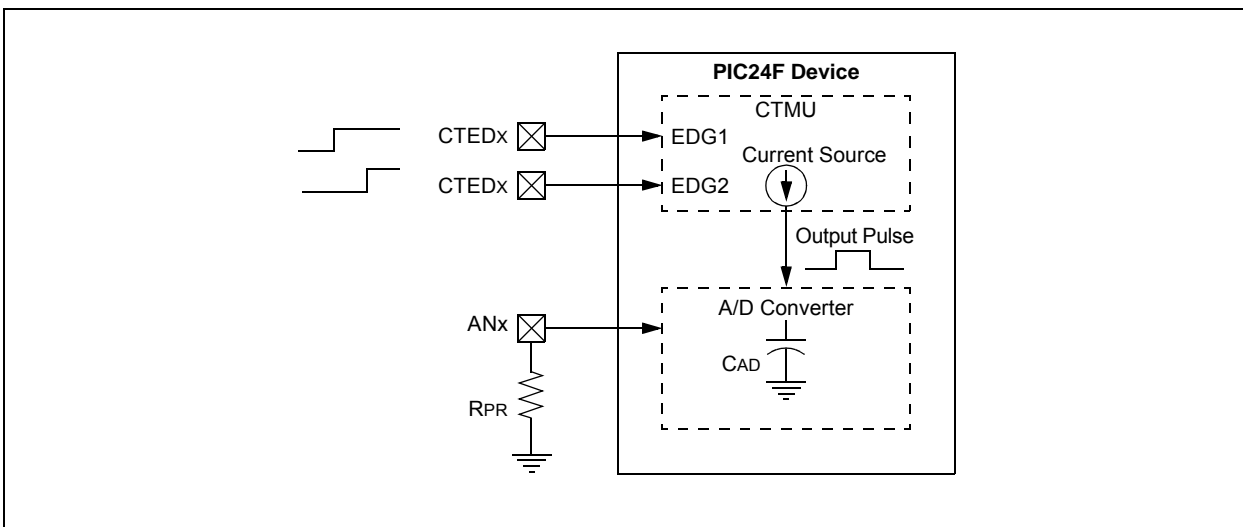 PIC24F Device
CTMU
CTEDx
EDG1
Current Source
CTEDx
EDG2
Output Pulse
A/D Converter
ANx
CAD
RPR